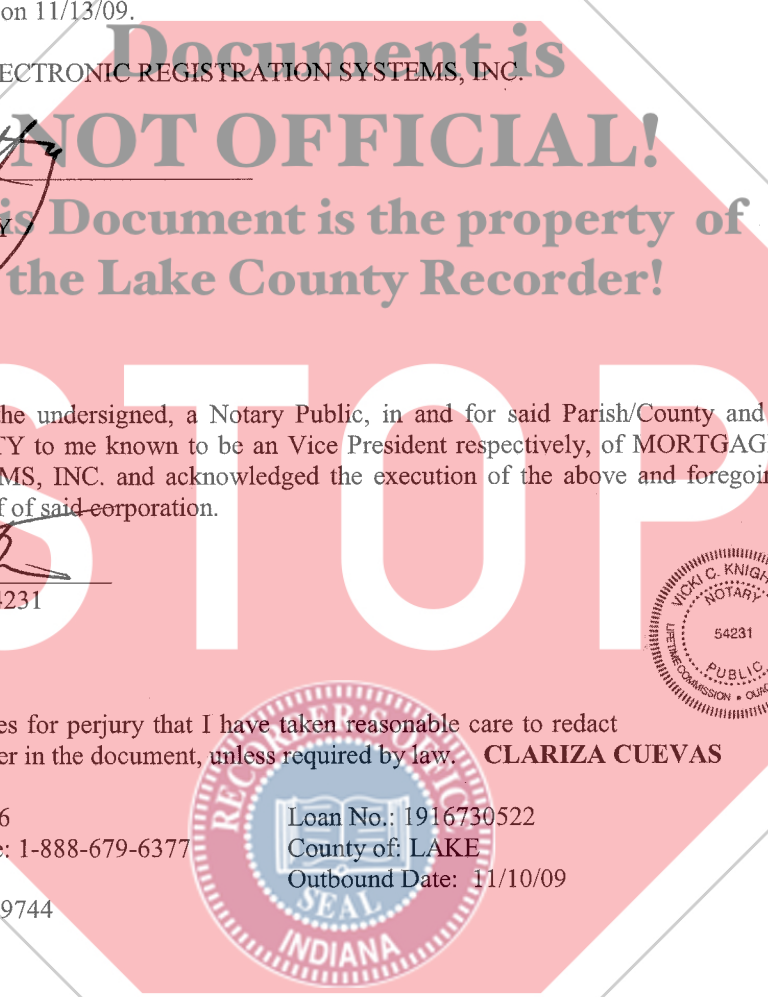 on 11/13/09.
Document is
ECTRONIC REGISTRATION SYSTEMS, INC.
NOT OFFICIAL!
is Document is the property of
Y
the Lake County Recorder!
STOP
he undersigned, a Notary Public, in and for said Parish/County and
TY to me known to be an Vice President respectively, of MORTGAG
MS, INC. and acknowledged the execution of the above and foregoi
f of said corporation.
4231
VICKI C. KNIGH
NOTARY
54231
PUBLIC
LIFETIME COMMISSION • OUAC
es for perjury that I have taken reasonable care to redact
er in the document, unless required by law. CLARIZA CUEVAS
6
Loan No.: 1916730522
e: 1-888-679-6377
County of: LAKE
Outbound Date: 11/10/09
9744
RECORDER'S OFFICE
SEAL
INDIANA